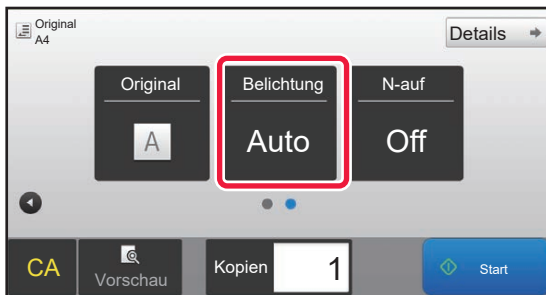 Original
A4
Details
Original
Belichtung
N-auf
A
Auto
Off
CA
Vorschau
Kopien
1
Start